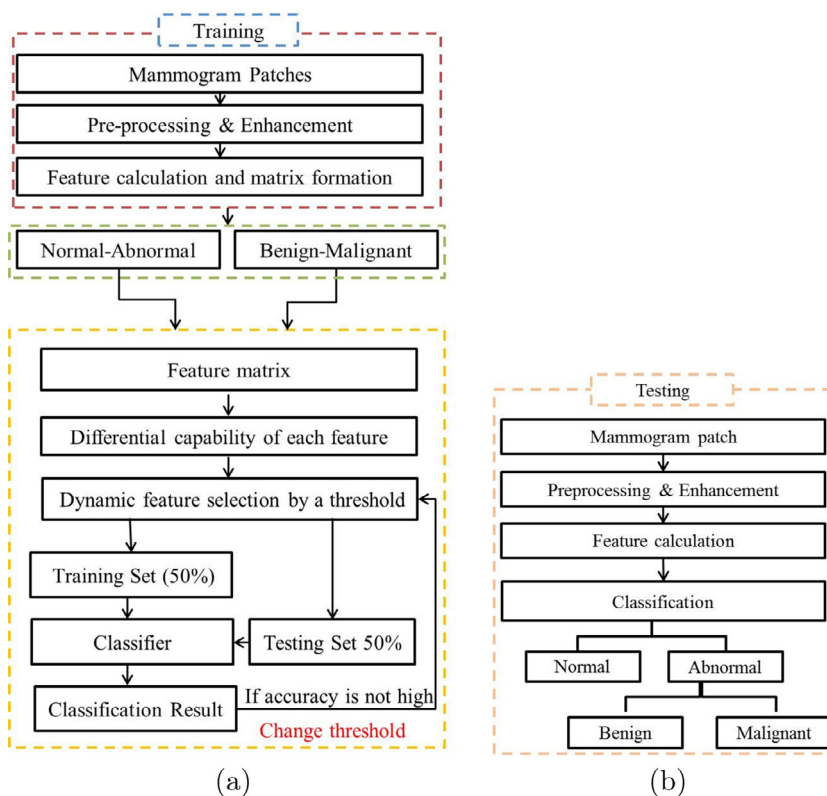 Training
Mammogram Patches
Pre-processing & Enhancement
Feature calculation and matrix formation
Normal-Abnormal
Benign-Malignant
Feature matrix
Differential capability of each feature
Dynamic feature selection by a threshold
Training Set (50%)
Classifier
Testing Set 50%
Classification Result
If accuracy is not high
Change threshold
(a)
Testing
Mammogram patch
Preprocessing & Enhancement
Feature calculation
Classification
Normal
Abnormal
Benign
Malignant
(b)